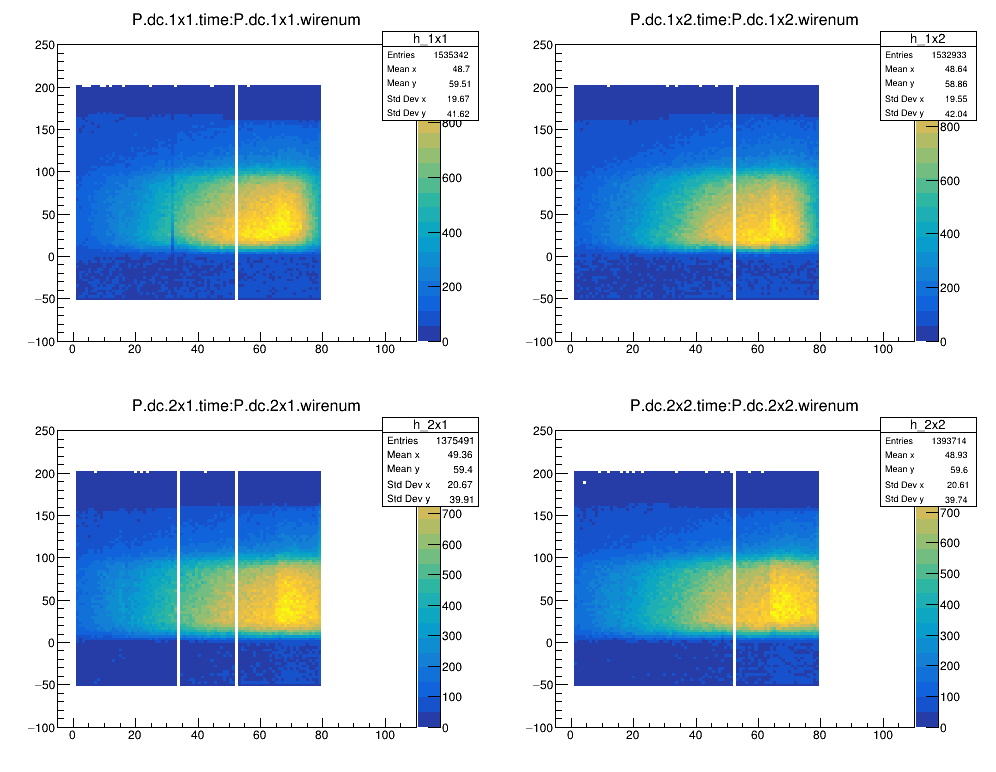 P.dc.1x1.time:P.dc.1x1.wirenum
h_1x1
Entries 1535342
Mean x 48.7
Mean y 59.51
Std Dev x 19.67
Std Dev y 41.62
250
200
150
100
50
0
−50
−100
0 20 40 60 80 100
800
600
400
200
0
P.dc.1x2.time:P.dc.1x2.wirenum
h_1x2
Entries 1532933
Mean x 48.64
Mean y 58.86
Std Dev x 19.55
Std Dev y 42.04
250
200
150
100
50
0
−50
−100
0 20 40 60 80 100
800
600
400
200
0
P.dc.2x1.time:P.dc.2x1.wirenum
h_2x1
Entries 1375491
Mean x 49.36
Mean y 59.4
Std Dev x 20.67
Std Dev y 39.91
250
200
150
100
50
0
−50
−100
0 20 40 60 80 100
700
600
500
400
300
200
100
0
P.dc.2x2.time:P.dc.2x2.wirenum
h_2x2
Entries 1393714
Mean x 48.93
Mean y 59.6
Std Dev x 20.61
Std Dev y 39.74
250
200
150
100
50
0
−50
−100
0 20 40 60 80 100
700
600
500
400
300
200
100
0